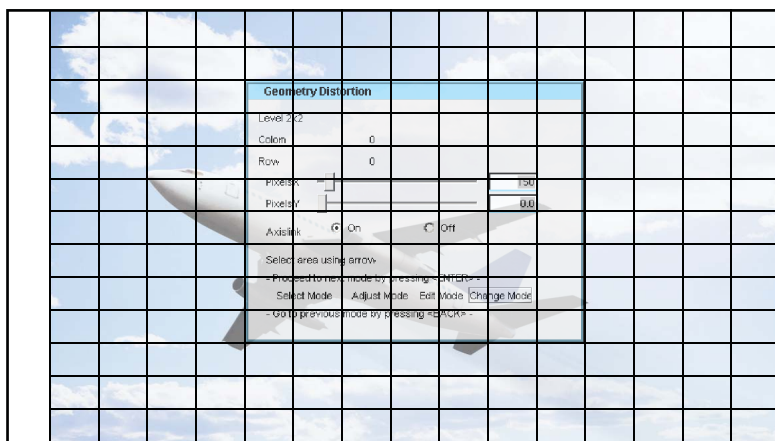 Geometry Distortion
Level 2x2
Colom 0
Row 0
PixelsX 150
PixelsY 0.0
Axislink On Off
Select area using arrow
- Proceed to next mode by pressing <ENTER> -
Select Mode Adjust Mode Edit Mode Change Mode
- Go to previous mode by pressing <BACK> -